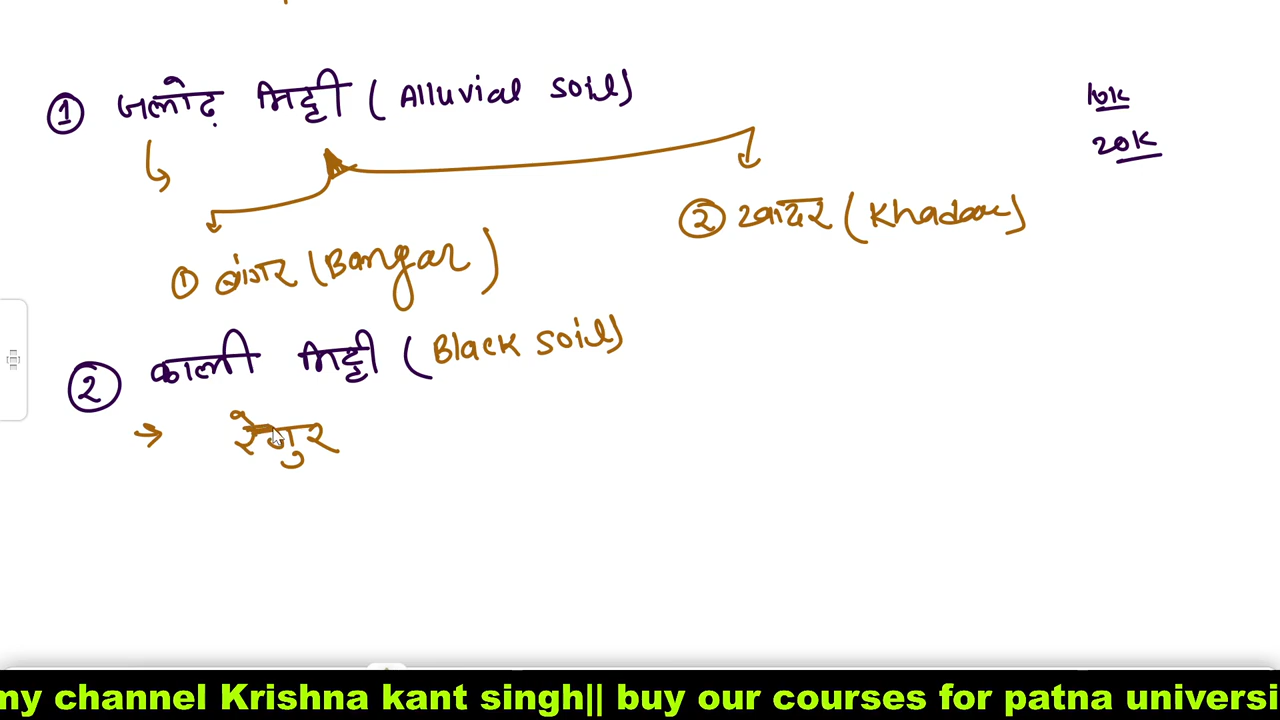 ① जलोढ़ मिट्टी (Alluvial soil)
10K
20K
② खादर (Khadar)
① बांगर (Bangar)
② काली मिट्टी (Black soil)
→ रेगुर
my channel Krishna kant singh|| buy our courses for patna universi